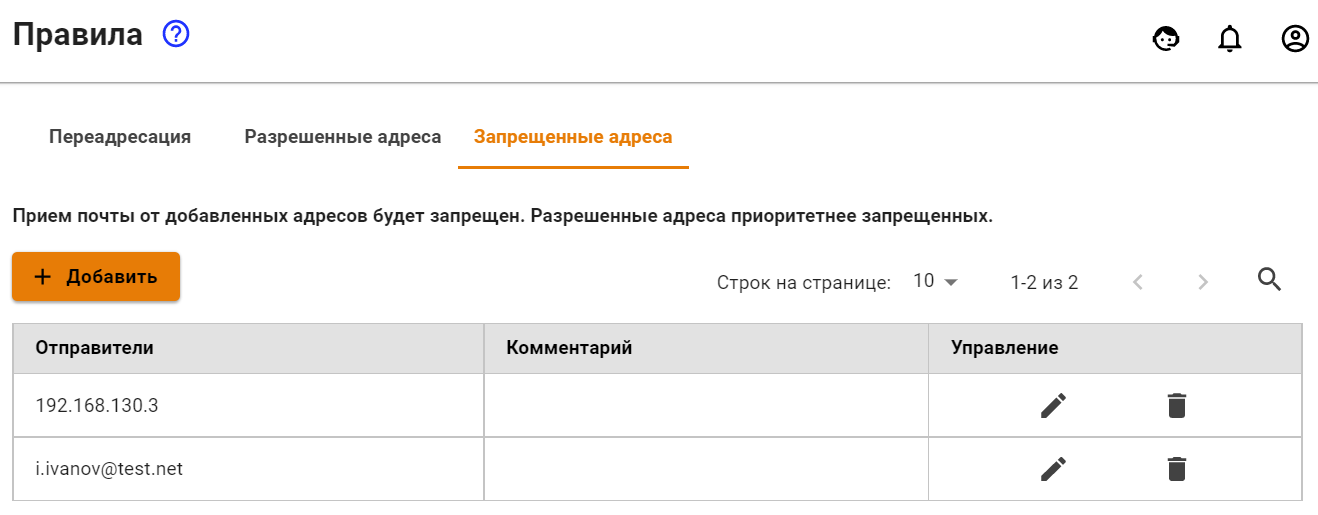 Правила
Переадресация Разрешенные адреса Запрещенные адреса
Прием почты от добавленных адресов будет запрещен. Разрешенные адреса приоритетнее запрещенных.
+ Добавить Строк на странице: 10 1-2 из 2
Отправители Комментарий Управление
192.168.130.3
i.ivanov@test.net